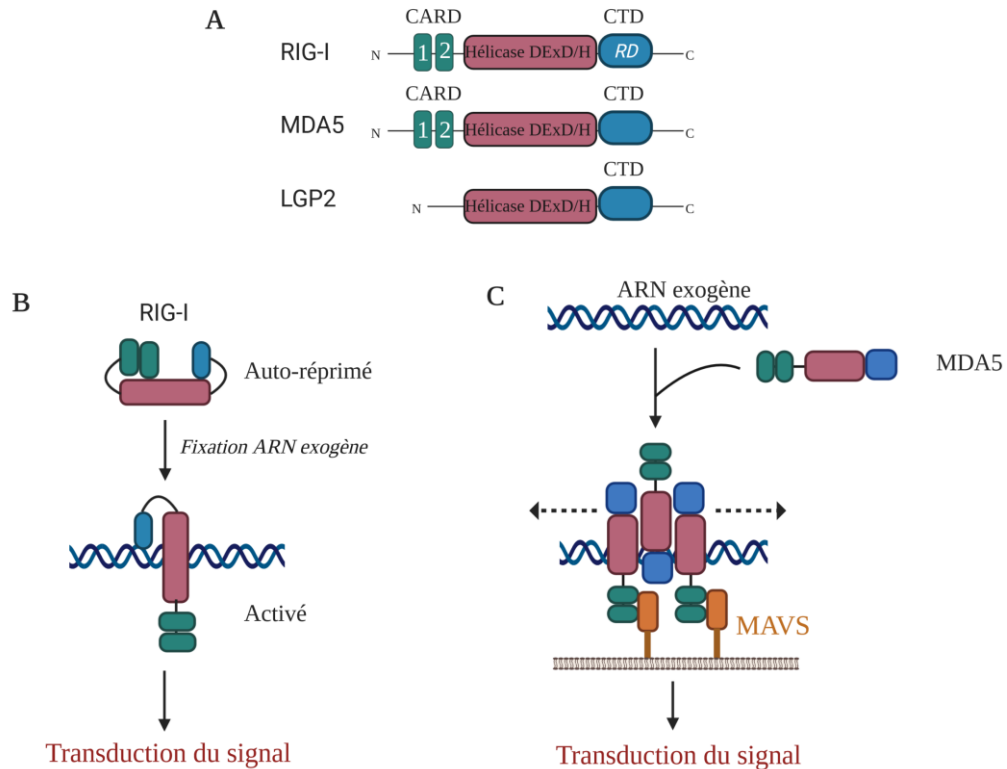 A
CARD
CTD
RIG-I
N
1 2
Hélicase DExD/H
RD
C
CARD
CTD
MDA5
N
1 2
Hélicase DExD/H
C
CTD
LGP2
N
Hélicase DExD/H
C
B
RIG-I
Auto-réprimé
Fixation ARN exogène
Activé
Transduction du signal
C
ARN exogène
MDA5
MAVS
Transduction du signal